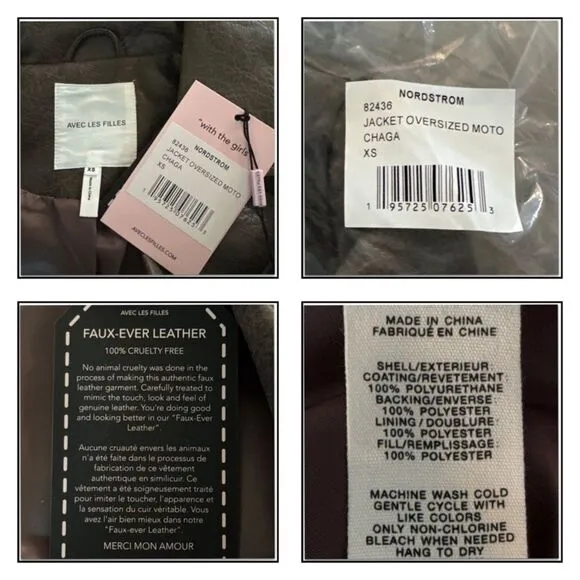 AVEC LES FILLES
XS
"with the girls
82436 NORDSTROM
JACKET OVERSIZED MOTO
CHAGA
XS
1 95725 07625 3
AVECLESFILLES.COM
NORDSTROM
82436
JACKET OVERSIZED MOTO
CHAGA
XS
1 95725 07625 3
AVEC LES FILLES
FAUX-EVER LEATHER
100% CRUELTY FREE
No animal cruelty was done in the
process of making this authentic faux
leather garment. Carefully treated to
mimic the touch, look and feel of
genuine leather. You're doing good
and looking better in our "Faux-Ever
Leather".
Aucune cruauté envers les animaux
n'a été faite dans le processus de
fabrication de ce vêtement
authentique en similicuir. Ce
vêtement a été soigneusement traité
pour imiter le toucher, l'apparence et
la sensation du cuir véritable. Vous
avez l'air bien mieux dans notre
"Faux-Ever Leather".
MERCI MON AMOUR
MADE IN CHINA
FABRIQUÉ EN CHINE
SHELL/EXTERIEUR:
COATING/REVETEMENT:
100% POLYURETHANE
BACKING/ENVERSE:
100% POLYESTER
LINING/DOUBLURE:
100% POLYESTER
FILL/REMPLISSAGE:
100% POLYESTER
MACHINE WASH COLD
GENTLE CYCLE WITH
LIKE COLORS
ONLY NON-CHLORINE
BLEACH WHEN NEEDED
HANG TO DRY